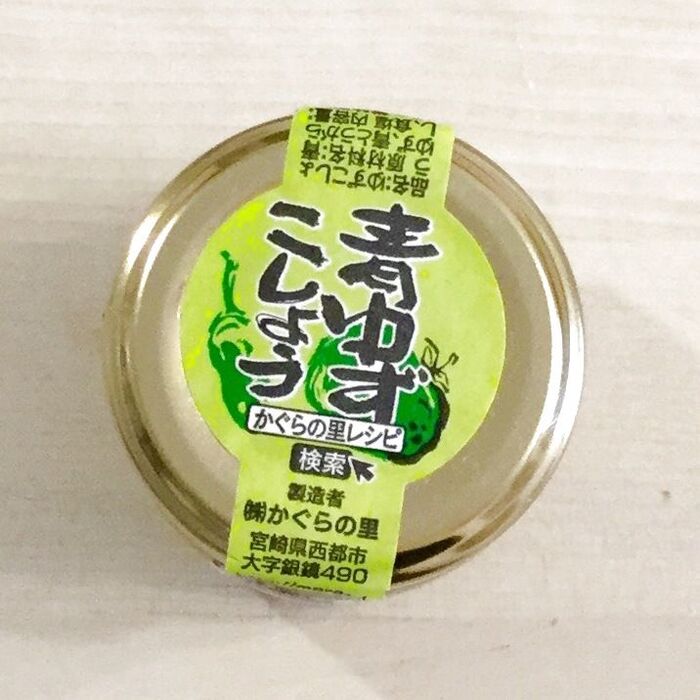 品名:ゆずこしょ
う 原材料名:青
ゆず、青とうがら
し、食塩 内容量:
青ゆず
こしょう
かぐらの里レシピ
検索
製造者
㈱かぐらの里
宮崎県西都市
大字銀鏡490